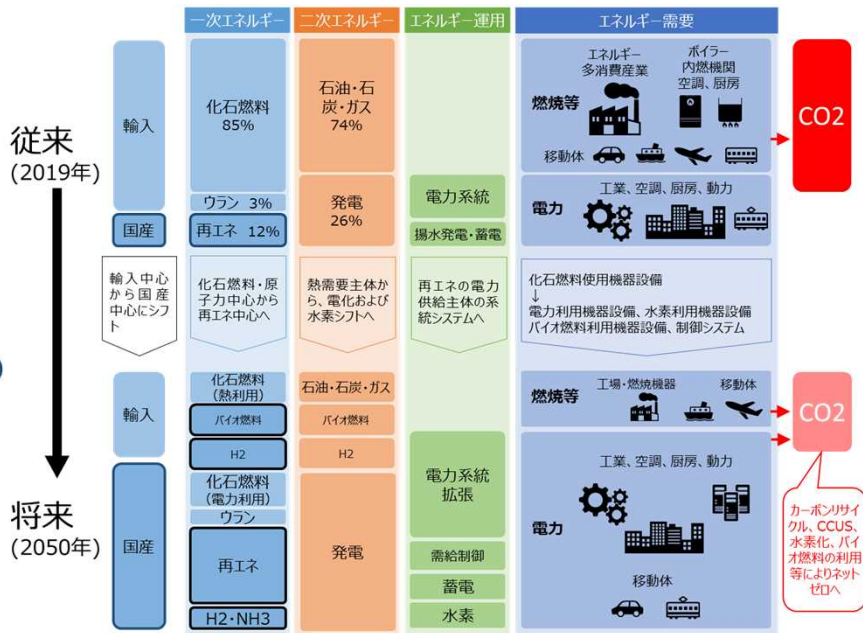 一次エネルギー
二次エネルギー
エネルギー運用
エネルギー需要
従来
(2019年)
輸入
化石燃料
85%
ウラン 3%
国産
再エネ 12%
石油・石
炭・ガス
74%
発電
26%
電力系統
揚水発電・蓄電
エネルギー
多消費産業
ボイラー
内燃機関
空調、厨房
燃焼等
移動体
工業、空調、厨房、動力
電力
CO2
輸入中心
から国産
中心にシフ
ト
化石燃料・原
子力中心から
再エネ中心へ
熱需要主体か
ら、電化および
水素シフトへ
再エネの電力
供給主体の系
統システムへ
化石燃料使用機器設備
↓
電力利用機器設備、水素利用機器設備
バイオ燃料利用機器設備、制御システム
将来
(2050年)
輸入
化石燃料
(熱利用)
バイオ燃料
H2
国産
化石燃料
(電力利用)
ウラン
再エネ
H2・NH3
石油・石炭・ガス
バイオ燃料
H2
発電
電力系統
拡張
需給制御
蓄電
水素
燃焼等
工場・燃焼機器
移動体
工業、空調、厨房、動力
電力
移動体
CO2
カーボンリサイ
クル、CCUS、
水素化、バイ
オ燃料の利用
等によりネット
ゼロへ